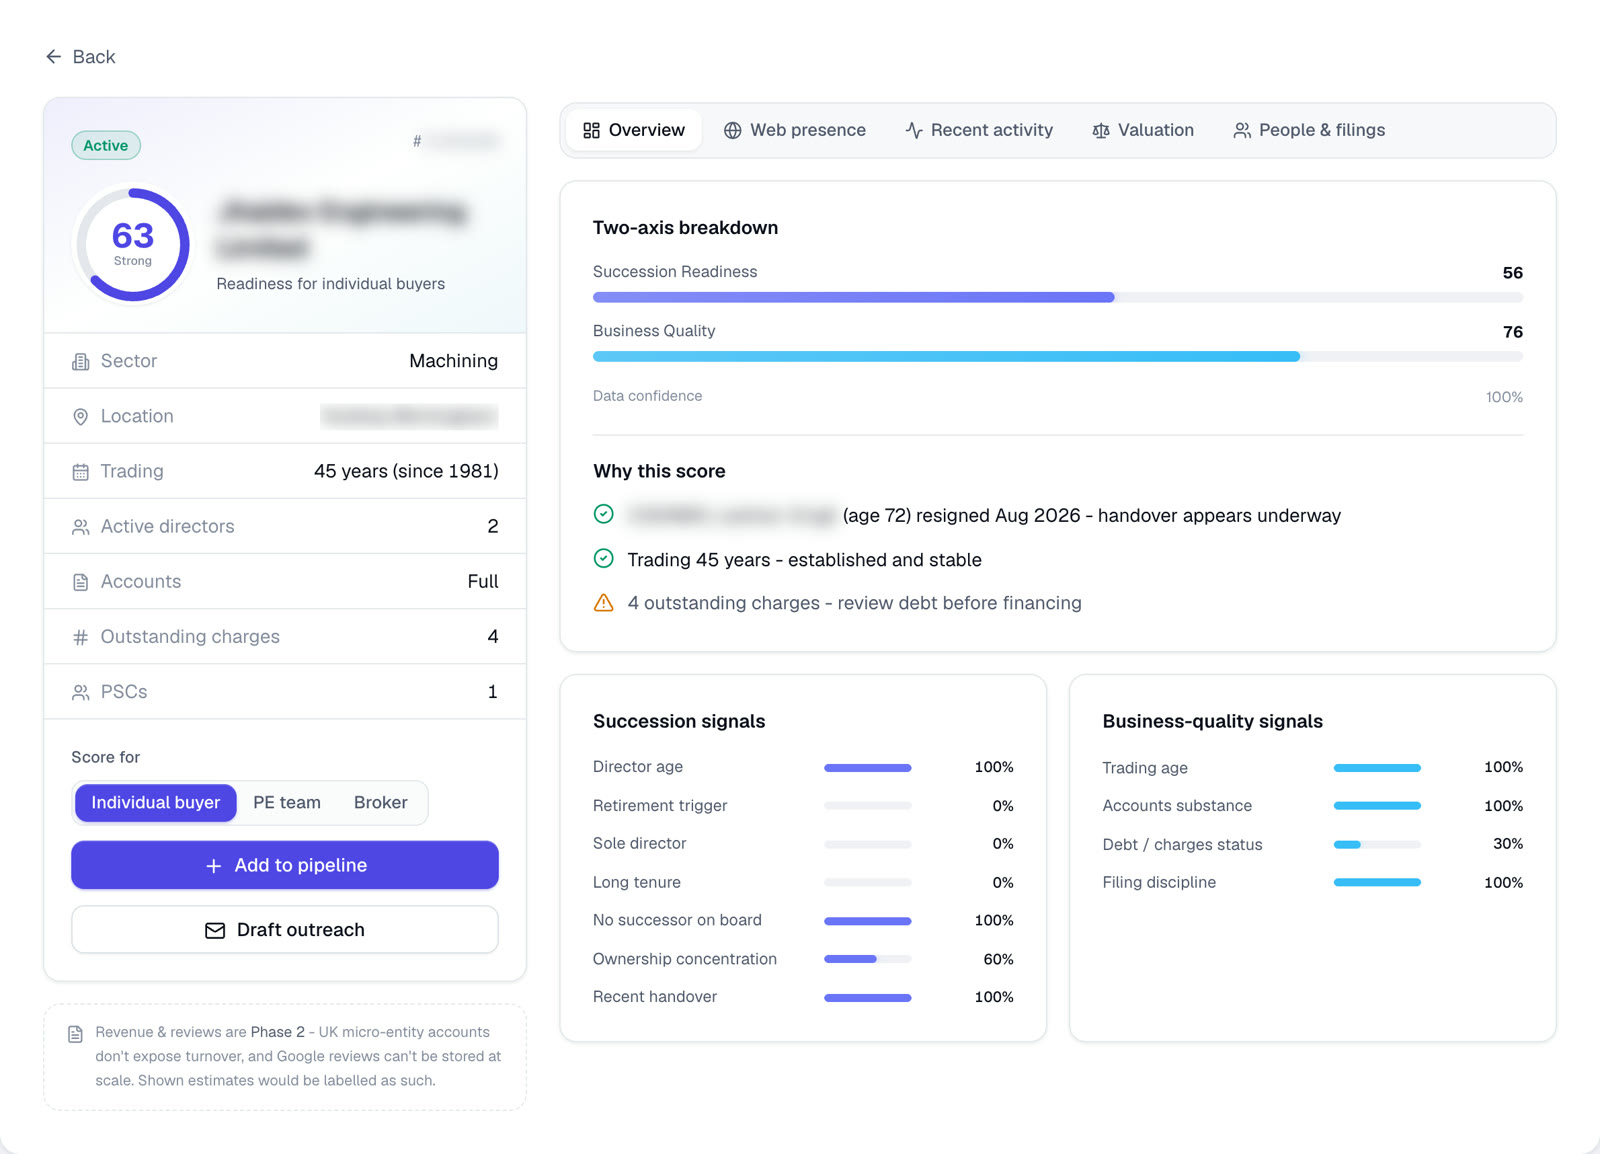 Back
Active
#
63
Strong
Readiness for individual buyers
Sector Machining
Location
Trading 45 years (since 1981)
Active directors 2
Accounts Full
Outstanding charges 4
PSCs 1
Score for
Individual buyer PE team Broker
Add to pipeline
Draft outreach
Revenue & reviews are Phase 2 - UK micro-entity accounts
don't expose turnover, and Google reviews can't be stored at
scale. Shown estimates would be labelled as such.
Overview Web presence Recent activity Valuation People & filings
Two-axis breakdown
Succession Readiness 56
Business Quality 76
Data confidence 100%
Why this score
(age 72) resigned Aug 2026 - handover appears underway
Trading 45 years - established and stable
4 outstanding charges - review debt before financing
Succession signals
Director age 100%
Retirement trigger 0%
Sole director 0%
Long tenure 0%
No successor on board 100%
Ownership concentration 60%
Recent handover 100%
Business-quality signals
Trading age 100%
Accounts substance 100%
Debt / charges status 30%
Filing discipline 100%